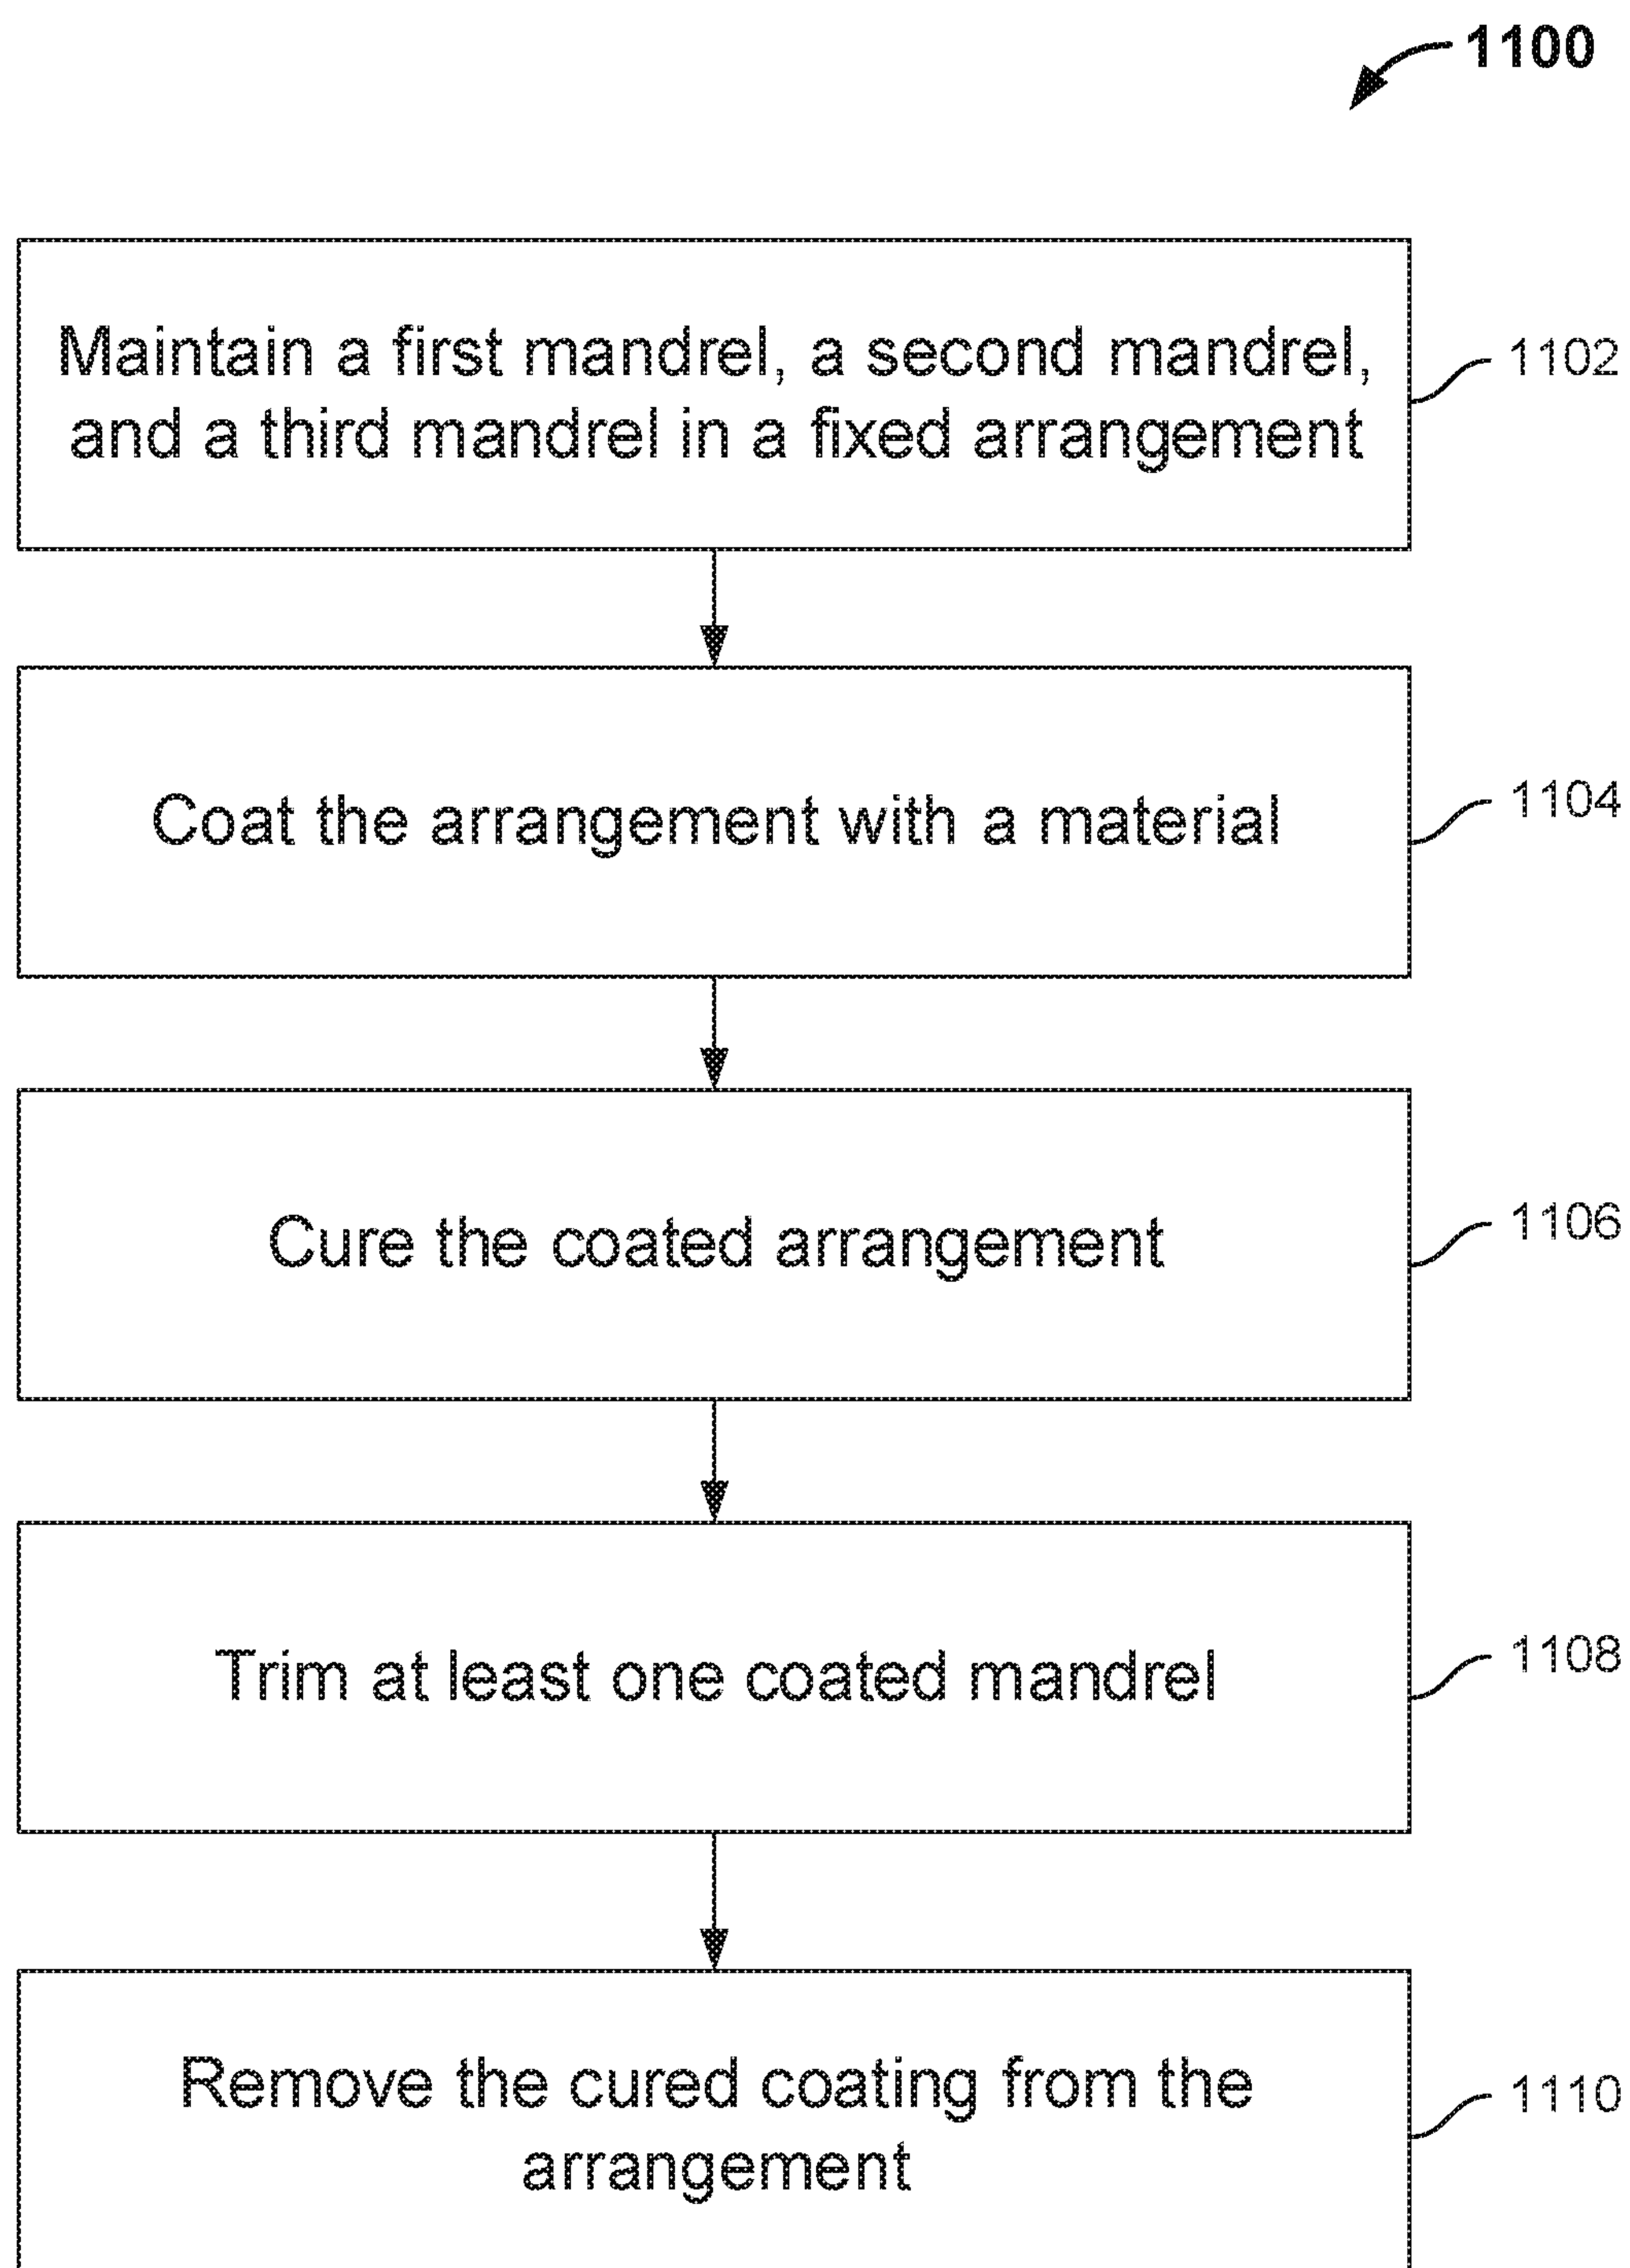 1100
Maintain a first mandrel, a second mandrel,
and a third mandrel in a fixed arrangement
1102
Coat the arrangement with a material
1104
Cure the coated arrangement
1106
Trim at least one coated mandrel
1108
Remove the cured coating from the
arrangement
1110